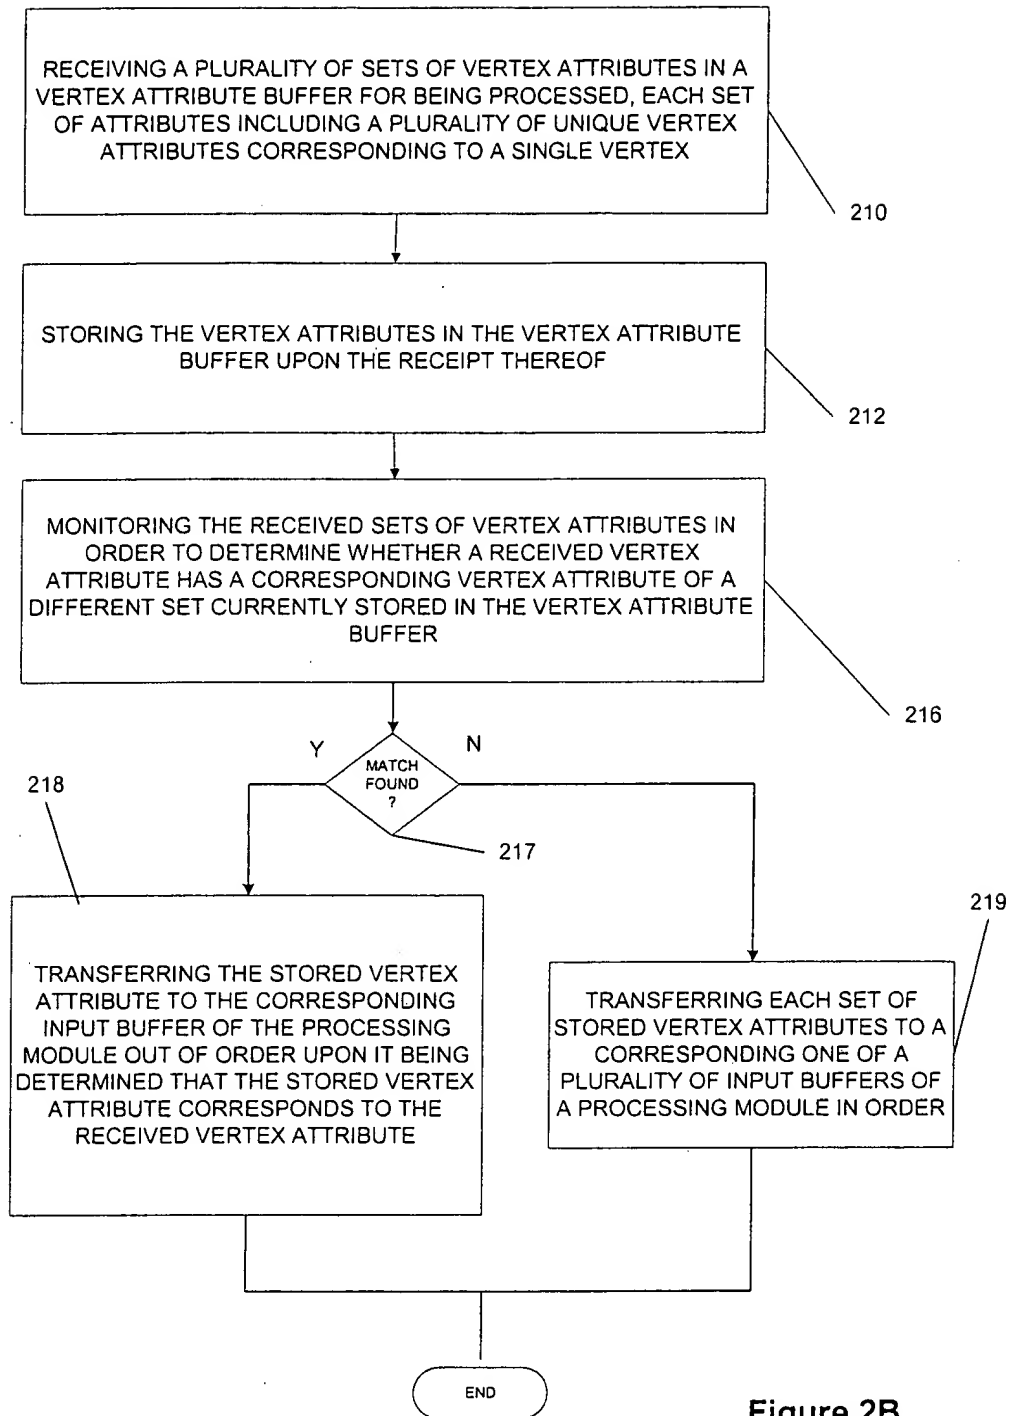 RECEIVING A PLURALITY OF SETS OF VERTEX ATTRIBUTES IN A
VERTEX ATTRIBUTE BUFFER FOR BEING PROCESSED, EACH SET
OF ATTRIBUTES INCLUDING A PLURALITY OF UNIQUE VERTEX
ATTRIBUTES CORRESPONDING TO A SINGLE VERTEX
210
STORING THE VERTEX ATTRIBUTES IN THE VERTEX ATTRIBUTE
BUFFER UPON THE RECEIPT THEREOF
212
MONITORING THE RECEIVED SETS OF VERTEX ATTRIBUTES IN
ORDER TO DETERMINE WHETHER A RECEIVED VERTEX
ATTRIBUTE HAS A CORRESPONDING VERTEX ATTRIBUTE OF A
DIFFERENT SET CURRENTLY STORED IN THE VERTEX ATTRIBUTE
BUFFER
216
Y
N
MATCH
FOUND
?
217
218
TRANSFERRING THE STORED VERTEX
ATTRIBUTE TO THE CORRESPONDING
INPUT BUFFER OF THE PROCESSING
MODULE OUT OF ORDER UPON IT BEING
DETERMINED THAT THE STORED VERTEX
ATTRIBUTE CORRESPONDS TO THE
RECEIVED VERTEX ATTRIBUTE
219
TRANSFERRING EACH SET OF
STORED VERTEX ATTRIBUTES TO A
CORRESPONDING ONE OF A
PLURALITY OF INPUT BUFFERS OF
A PROCESSING MODULE IN ORDER
END
Figure 2B